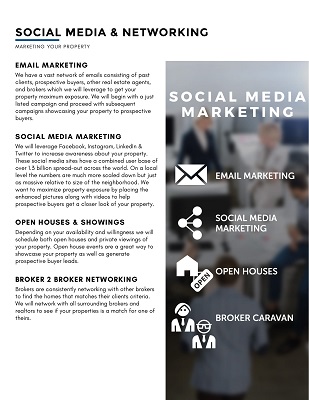 SOCIAL MEDIA & NETWORKING
MARKETING YOUR PROPERTY
EMAIL MARKETING
We have a vast network of emails consisting of past
clients, prospective buyers, other real estate agents,
and brokers which we will leverage to get your
property maximum exposure. We will begin with a just
listed campaign and proceed with subsequent
campaigns showcasing your property to prospective
buyers.
SOCIAL MEDIA MARKETING
We will leverage Facebook, Instagram, Linkedin &
Twitter to increase awareness about your property.
These social media sites have a combined user base of
over 1.3 billion spread-out across the world. On a local
level the numbers are much more scaled down but just
as massive relative to size of the neighborhood. We
want to maximize property exposure by placing the
enhanced pictures along with videos to help
prospective buyers get a closer look of your property.
OPEN HOUSES & SHOWINGS
Depending on your availability and willingness we will
schedule both open houses and private viewings of
your property. Open house events are a great way to
showcase your property as well as generate
prospective buyer leads.
BROKER 2 BROKER NETWORKING
Brokers are consistently networking with other brokers
to find the homes that matches their clients criteria.
We will network with all surrounding brokers and
realtors to see if your properties is a match for one of
theirs.
SOCIAL MEDIA
MARKETING
EMAIL MARKETING
SOCIAL MEDIA
MARKETING
OPEN
OPEN HOUSES
BROKER CARAVAN